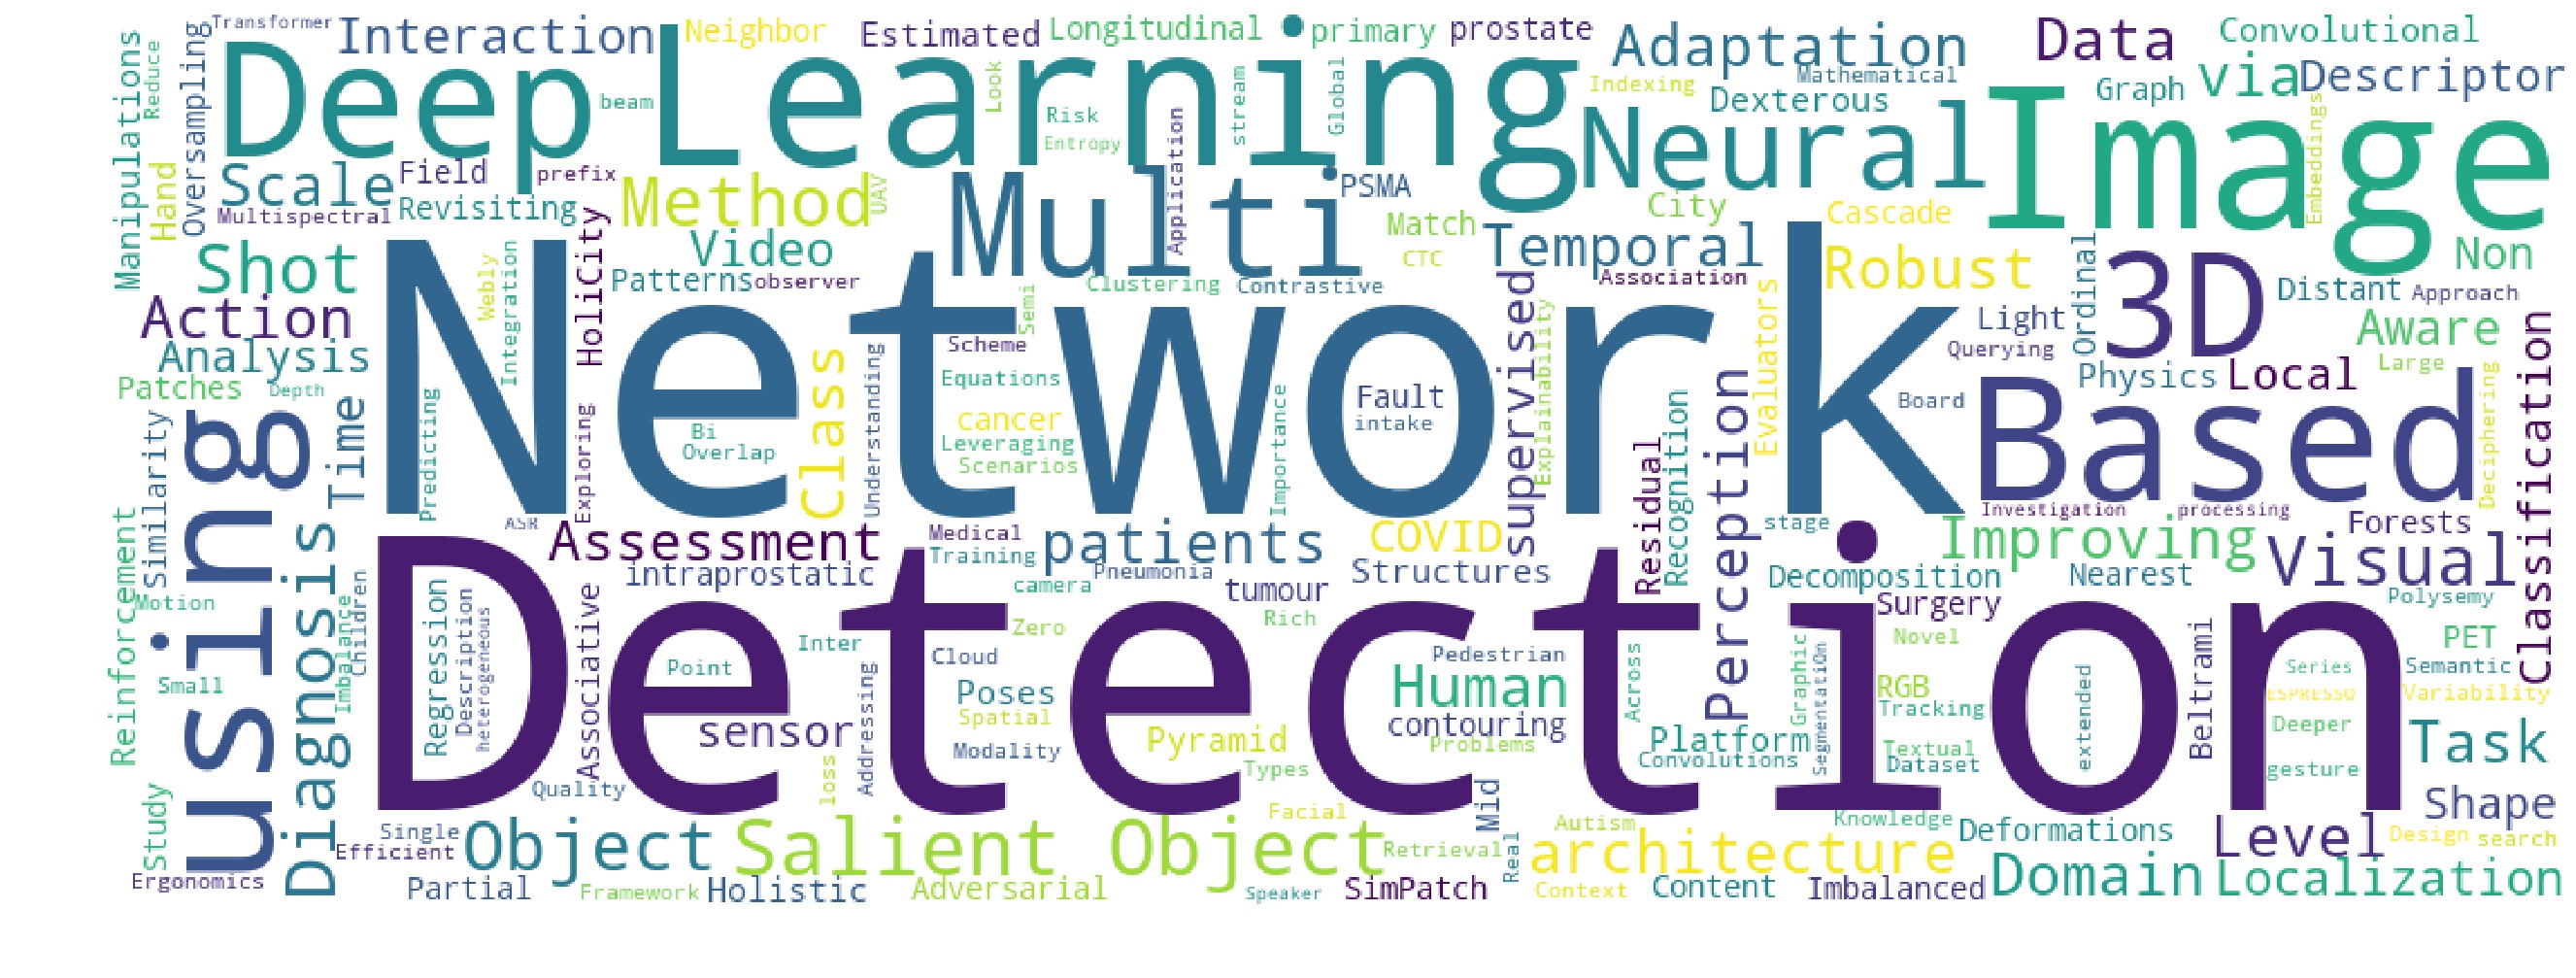 Transformer
Interaction
Neighbor
Estimated
Longitudinal
primary
prostate
Adaptation
Data
Convolutional
Manipulations
Reduce
Oversampling
Deep Learning
beam
Look
Risk
Entropy
Application
stream
Global
Indexing
Mathematical
Dexterous
Neural
Graph
via
Descriptor
Image
Embeddings
Hand
Scale
Field
prefix
Multispectral
Revisiting
Method
UAV
Multi
PSMA
Match
CTC
City
Cascade
Temporal
Association
Robust
Non
Shot
Webly
Integration
HoliCity
Video
Patterns
observer
Clustering
Contrastive
Semi
supervised
Explainability
Evaluators
Ordinal
3D
Distant
Approach
Action
Analysis
Patches
Depth
Network
Scheme
Equations
class
Understanding
cancer
Leveraging
Scenarios
Importance
Fault
intake
Light
Querying
Physics
Local
Aware
Large
Board
Based
Deciphering
Classification
using
Similarity
Time
Predicting
Exploring
Bi
Overlap
Perception
Residual
Recognition
ASR
Investigation
processing
Forests
Reinforcement
Diagnosis
Assessment
intraprostatic
Medical
Training
patients
Pneumonia
camera
COVID
Structures
tumour
stage
Improving
Visual
Decomposition
Nearest
Surgery
Polysemy
Motion
Small
Imbalance
Children
Regression
Description
heterogeneous
Associative
Detection
Point
Inter
Addressing
Zero
Rich
Cloud
Poses
Spatial
Modality
Pedestrian
Human
contouring
Problems
Across
Graphic
Segmentation
Novel
RGB
Tracking
Textual
Dataset
extended
Beltrami
PET
Series
Semantic
ESPRESSO
Variability
Deeper
gesture
Task
sensor
Pyramid
Types
Platform
Convolutions
Quality
loss
Facial
Mid
Study
Single
Efficient
Object
Salient Object
Retrieval
Real
Autism
architecture
Knowledge
Deformations
Level
Design
search
Shape
Ergonomics
Partial
Framework
Holistic
Adversarial
Speaker
SimPatch
Context
Content
Imbalanced
Domain
Localization